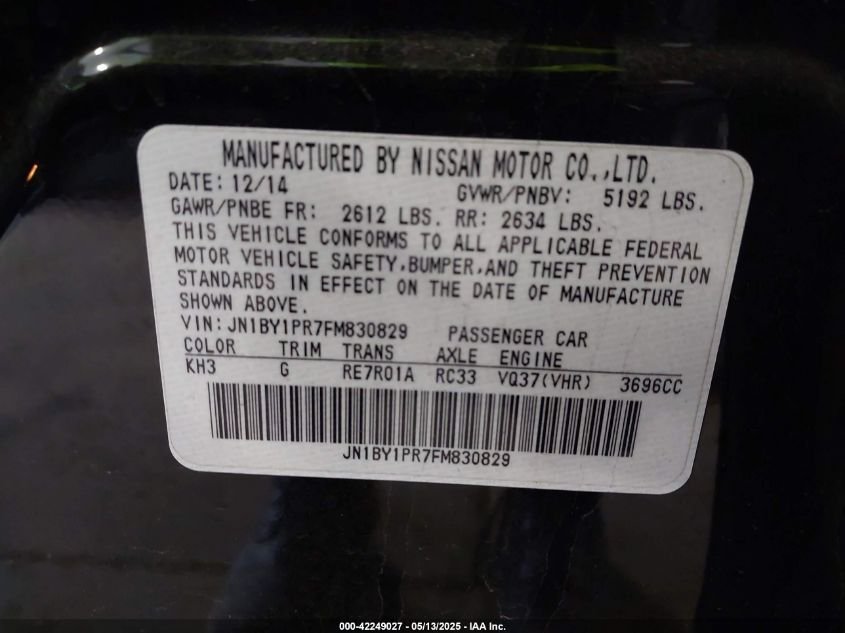 MANUFACTURED BY NISSAN MOTOR CO.,LTD.
DATE: 12/14 GVWR/PNBV: 5192 LBS.
GAWR/PNBE FR: 2612 LBS. RR: 2634 LBS.
THIS VEHICLE CONFORMS TO ALL APPLICABLE FEDERAL
MOTOR VEHICLE SAFETY,BUMPER,AND THEFT PREVENTION
STANDARDS IN EFFECT ON THE DATE OF MANUFACTURE
SHOWN ABOVE.
VIN: JN1BY1PR7FM830829 PASSENGER CAR
COLOR TRIM TRANS AXLE ENGINE
KH3 G RE7R01A RC33 VQ37(VHR) 3696CC
JN1BY1PR7FM830829
000-42249027 - 05/13/2025 - IAA Inc.